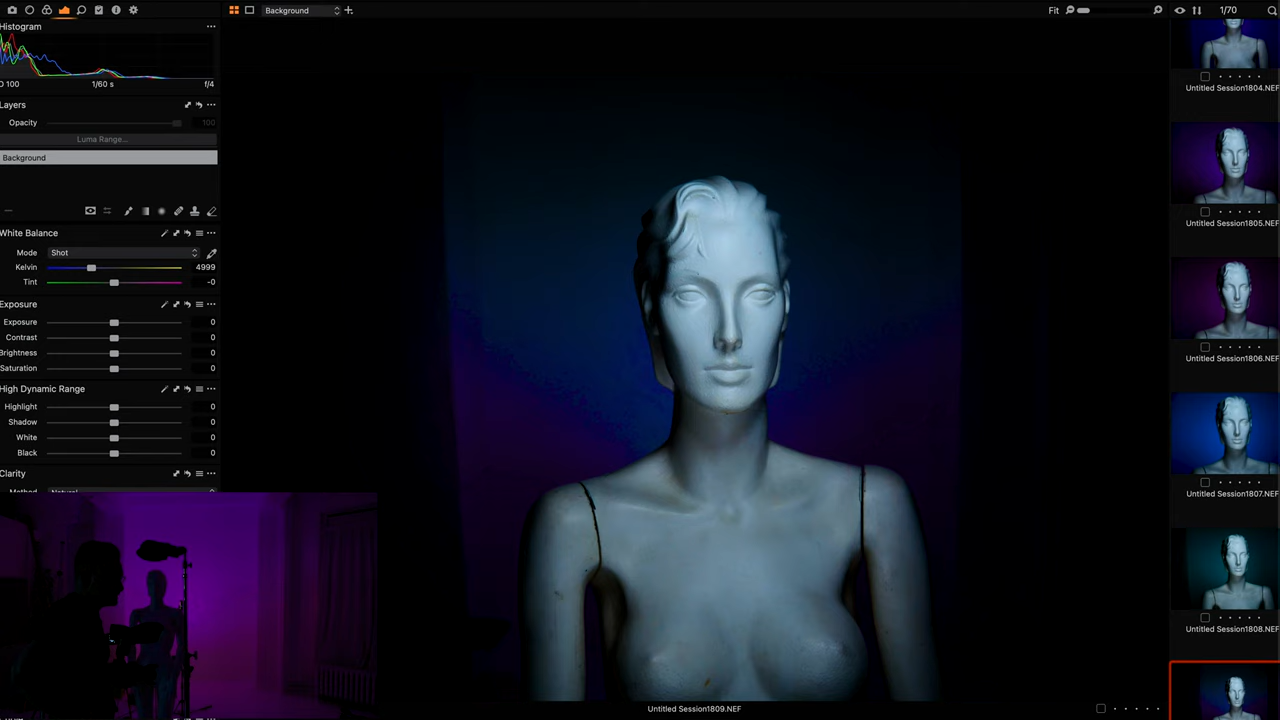 Background
Fit
1/70
Histogram
O 100
1/60 s
f/4
Layers
Opacity
100
Luma Range...
Background
White Balance
Mode
Shot
Kelvin
4999
Tint
-0
Exposure
Exposure
0
Contrast
0
Brightness
0
Saturation
0
High Dynamic Range
Highlight
0
Shadow
0
White
0
Black
0
Clarity
Method
Natural
Untitled Session1804.NEF
Untitled Session1805.NEF
Untitled Session1806.NEF
Untitled Session1807.NEF
Untitled Session1808.NEF
Untitled Session1809.NEF